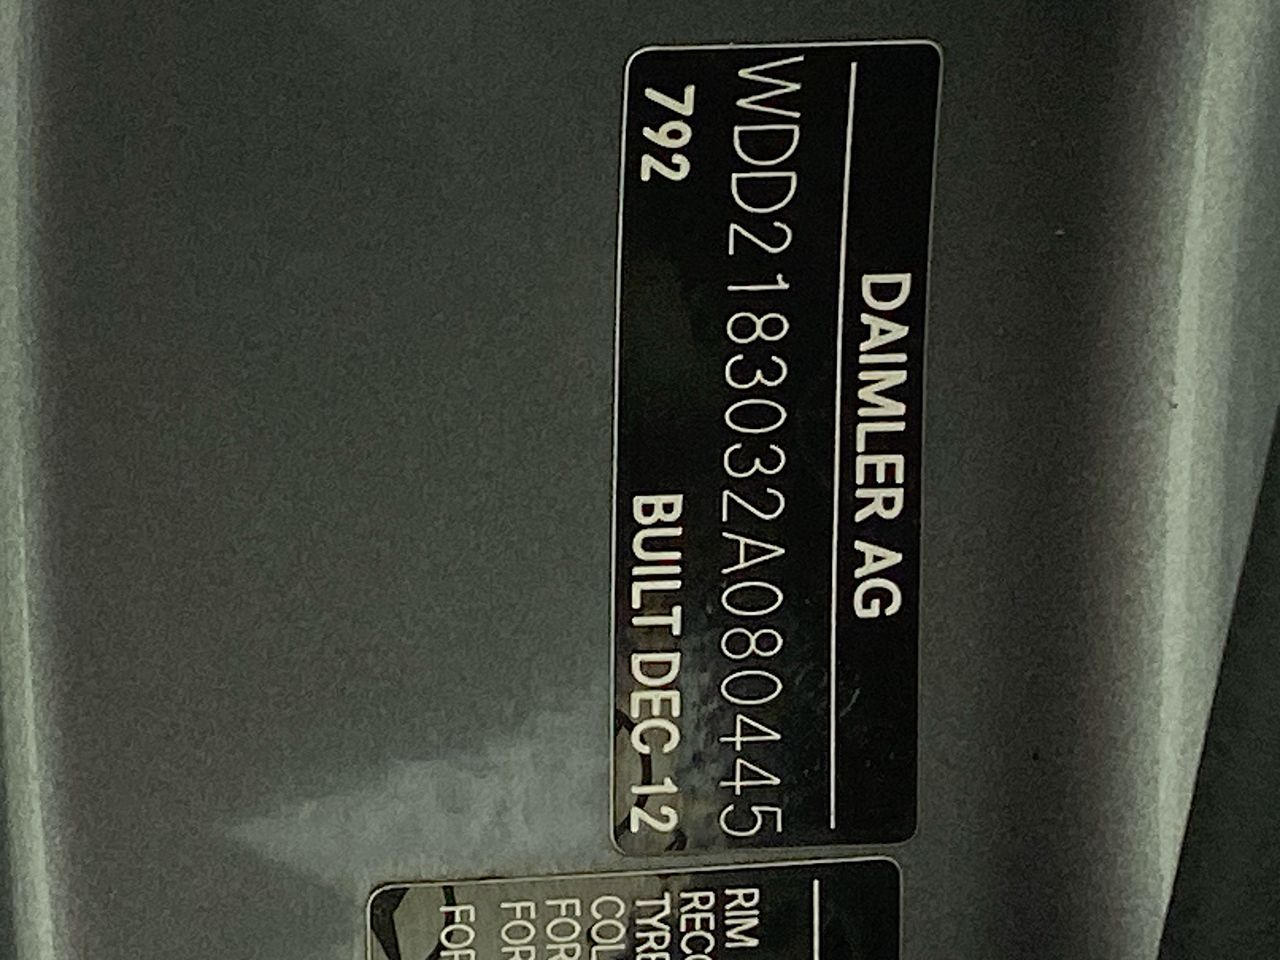 DAIMLER AG
WDD2183032A080445
792 BUILT DEC 12
RIM
RECO
TYRE
COL
FOR
FOR
FOR